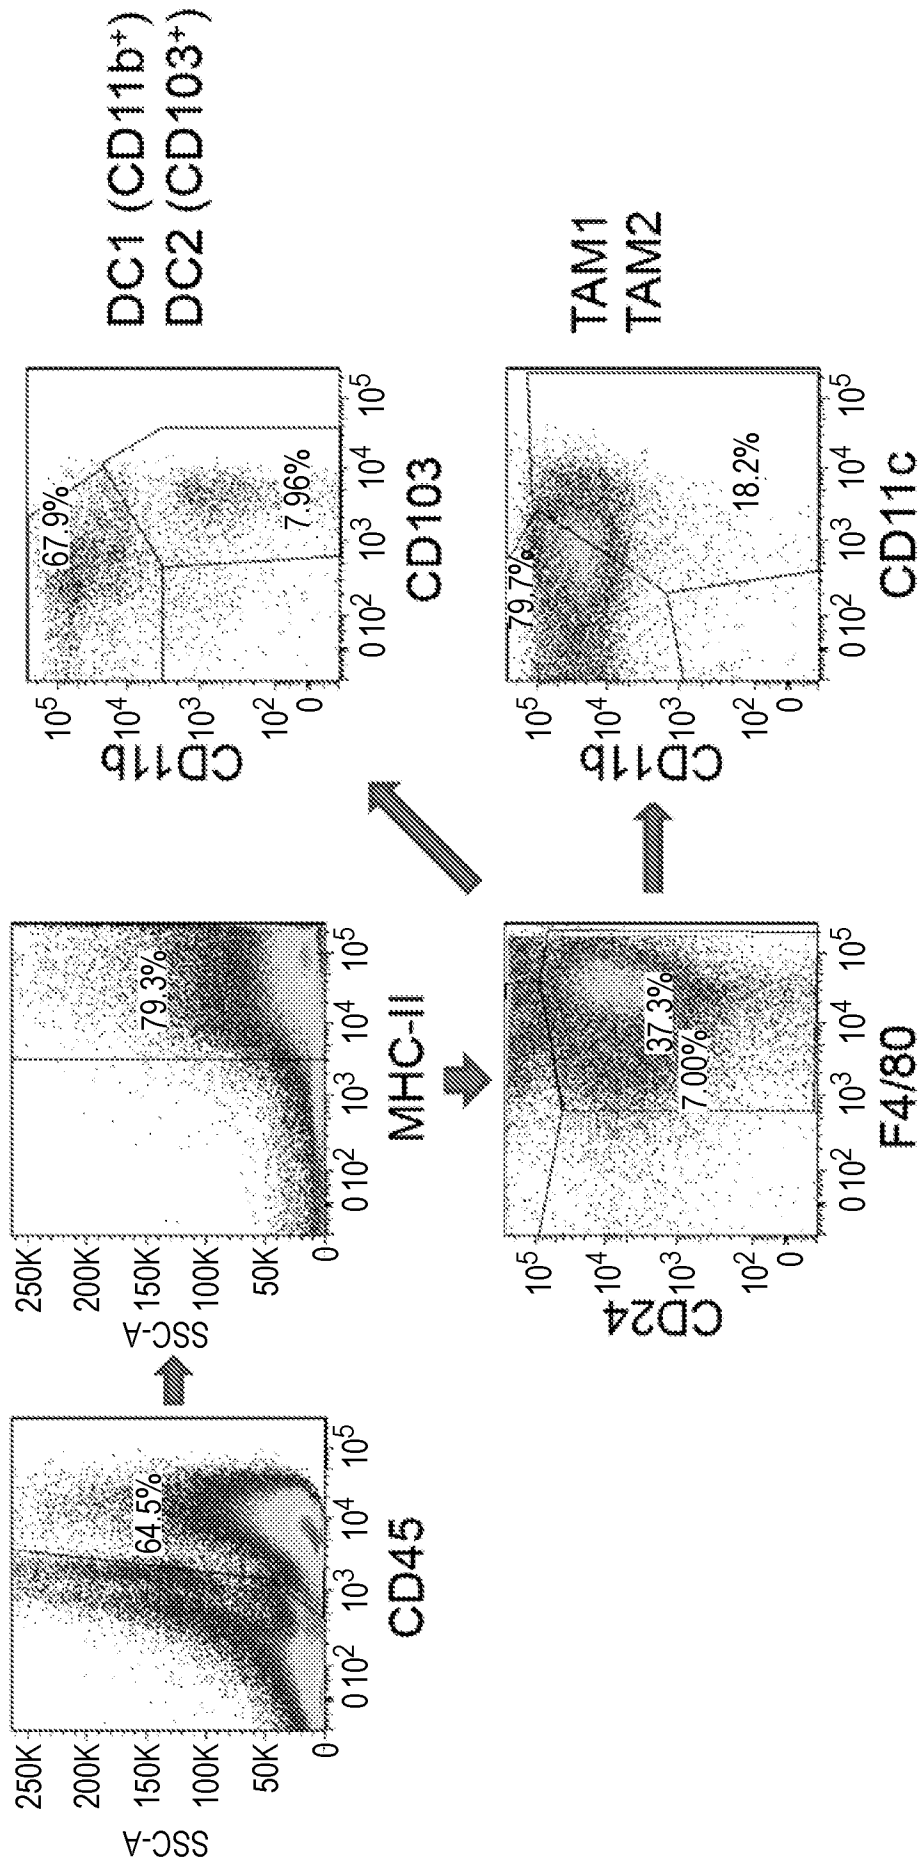 250K
200K
150K
100K
50K
0
SSC-A
64.5%
0 10² 10³ 10⁴ 10⁵
CD45
250K
200K
150K
100K
50K
0
SSC-A
79.3%
0 10² 10³ 10⁴ 10⁵
MHC-II
10⁵
10⁴
10³
10²
0
CD24
37.3%
7.00%
0 10² 10³ 10⁴ 10⁵
F4/80
10⁵
10⁴
10³
10²
0
CD11b
67.9%
7.96%
0 10² 10³ 10⁴ 10⁵
CD103
DC1 (CD11b⁺)
DC2 (CD103⁺)
10⁵
10⁴
10³
10²
0
CD11b
79.7%
18.2%
0 10² 10³ 10⁴ 10⁵
CD11c
TAM1
TAM2